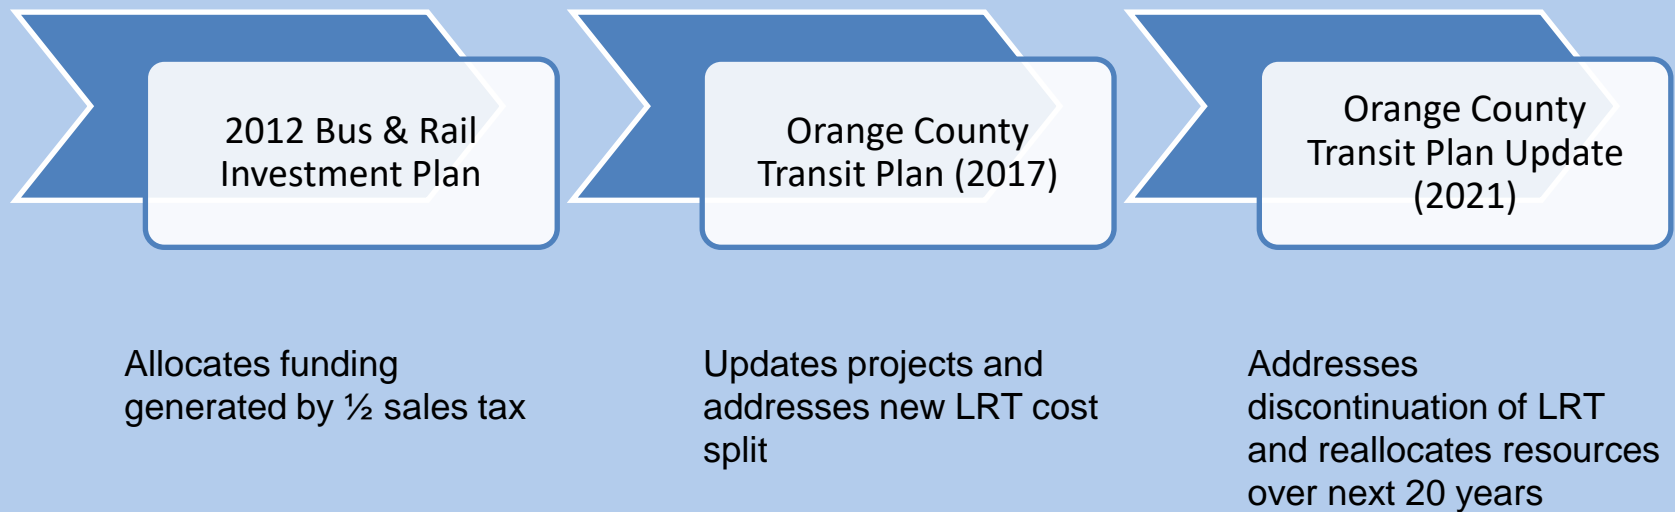 2012 Bus & Rail
Investment Plan
Orange County
Transit Plan (2017)
Orange County
Transit Plan Update
(2021)
Allocates funding
generated by ½ sales tax
Updates projects and
addresses new LRT cost
split
Addresses
discontinuation of LRT
and reallocates resources
over next 20 years